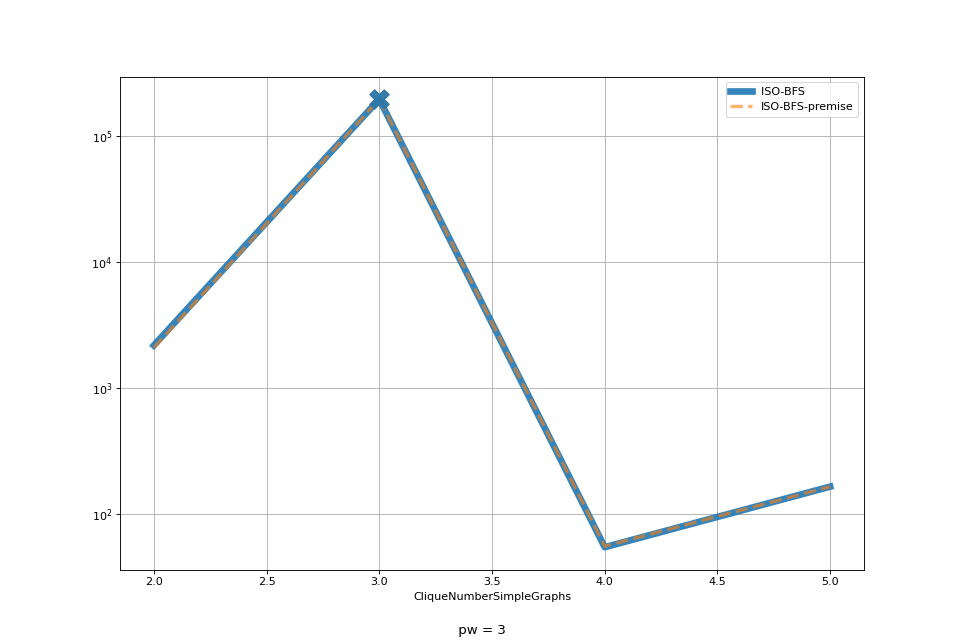 ISO-BFS
ISO-BFS-premise
10^5
10^4
10^3
10^2
2.0 2.5 3.0 3.5 4.0 4.5 5.0
CliqueNumberSimpleGraphs
pw = 3